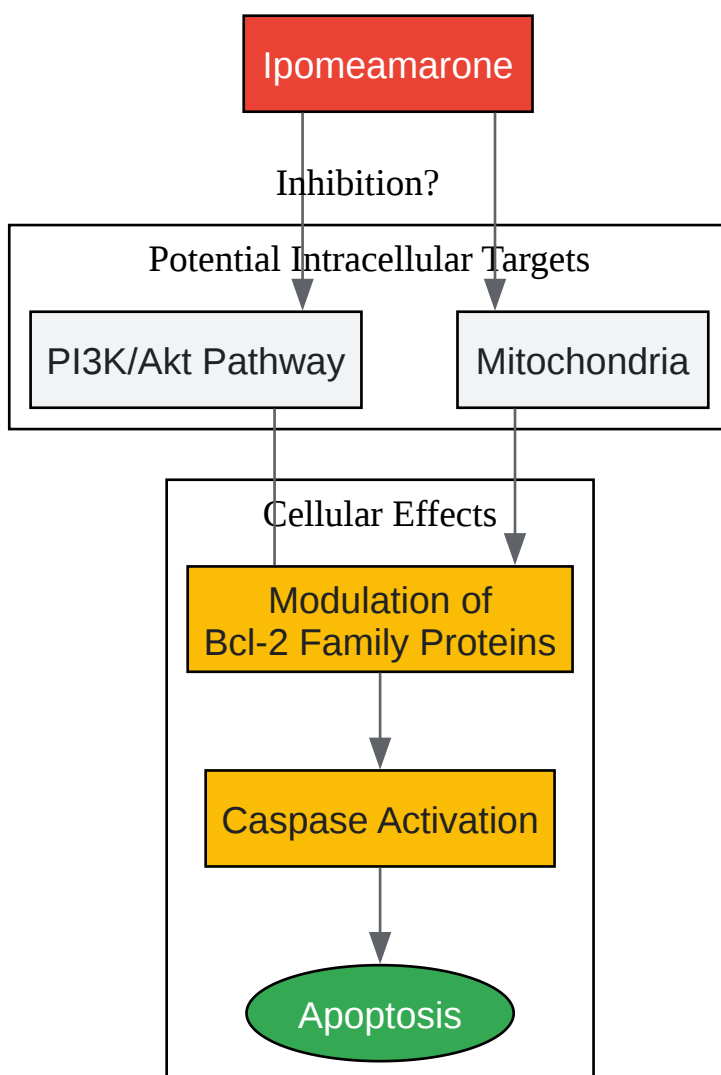 Ipomeamarone
Inhibition?
Potential Intracellular Targets
PI3K/Akt Pathway
Mitochondria
Cellular Effects
Modulation of
Bcl-2 Family Proteins
Caspase Activation
Apoptosis